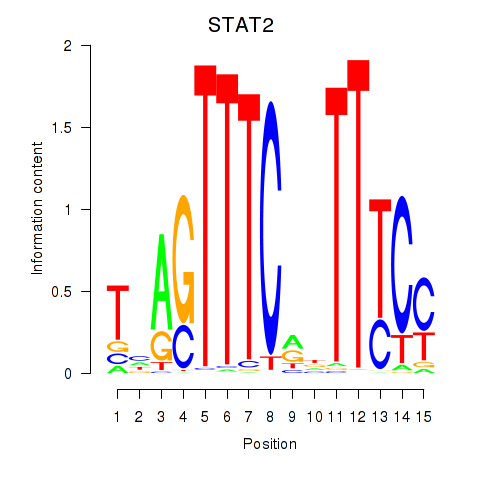 STAT2
Information content
2
1.5
1
0.5
0
T G C A
C A T
A G T
G C T
T
T
T C
C T
A G T C
T
T A
T
T C
C T A
C T G A
1 2 3 4 5 6 7 8 9 10 11 12 13 14 15
Position